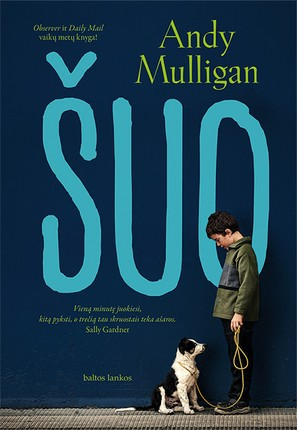 Observer ir Daily Mail
vaikų metų knyga!
Andy
Mulligan
ŠUO
Vieną minutę juokiesi,
kitą pyksti, o trečią tau skruostais teka ašaros.
Sally Gardner
baltos lankos